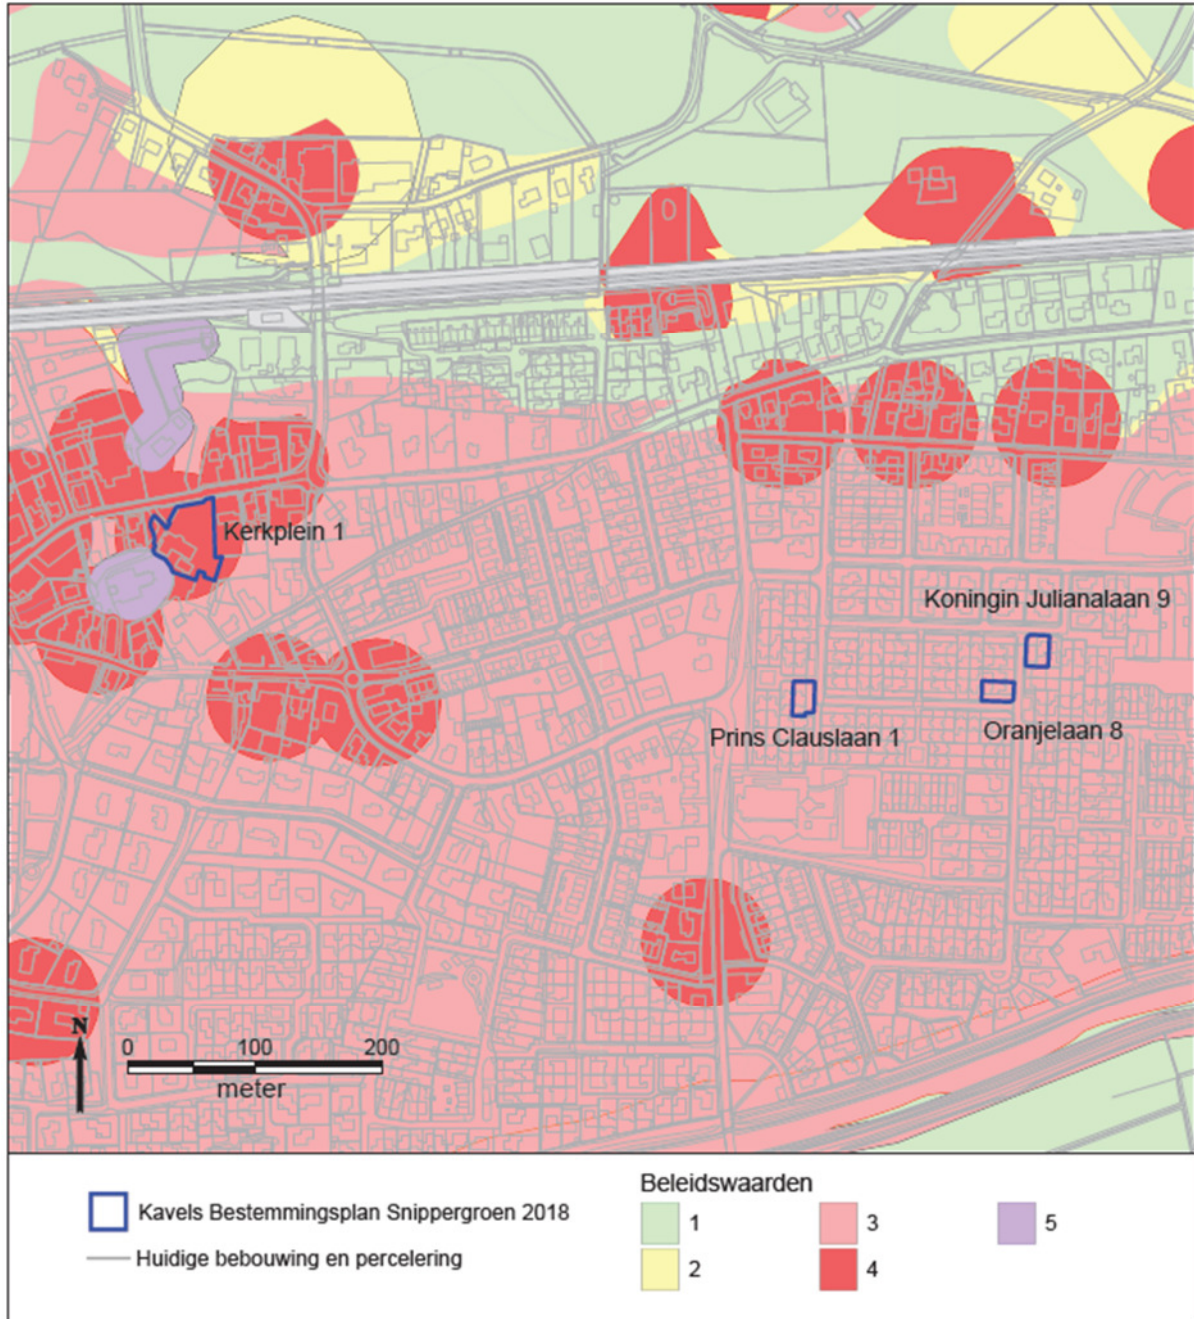 Kerkplein 1
Koningin Julianalaan 9
Prins Clauslaan 1
Oranjelaan 8
N
0 100 200
meter
Beleidswaarden
Kavels Bestemmingsplan Snippergroen 2018
Huidige bebouwing en percelering
1 3 5
2 4